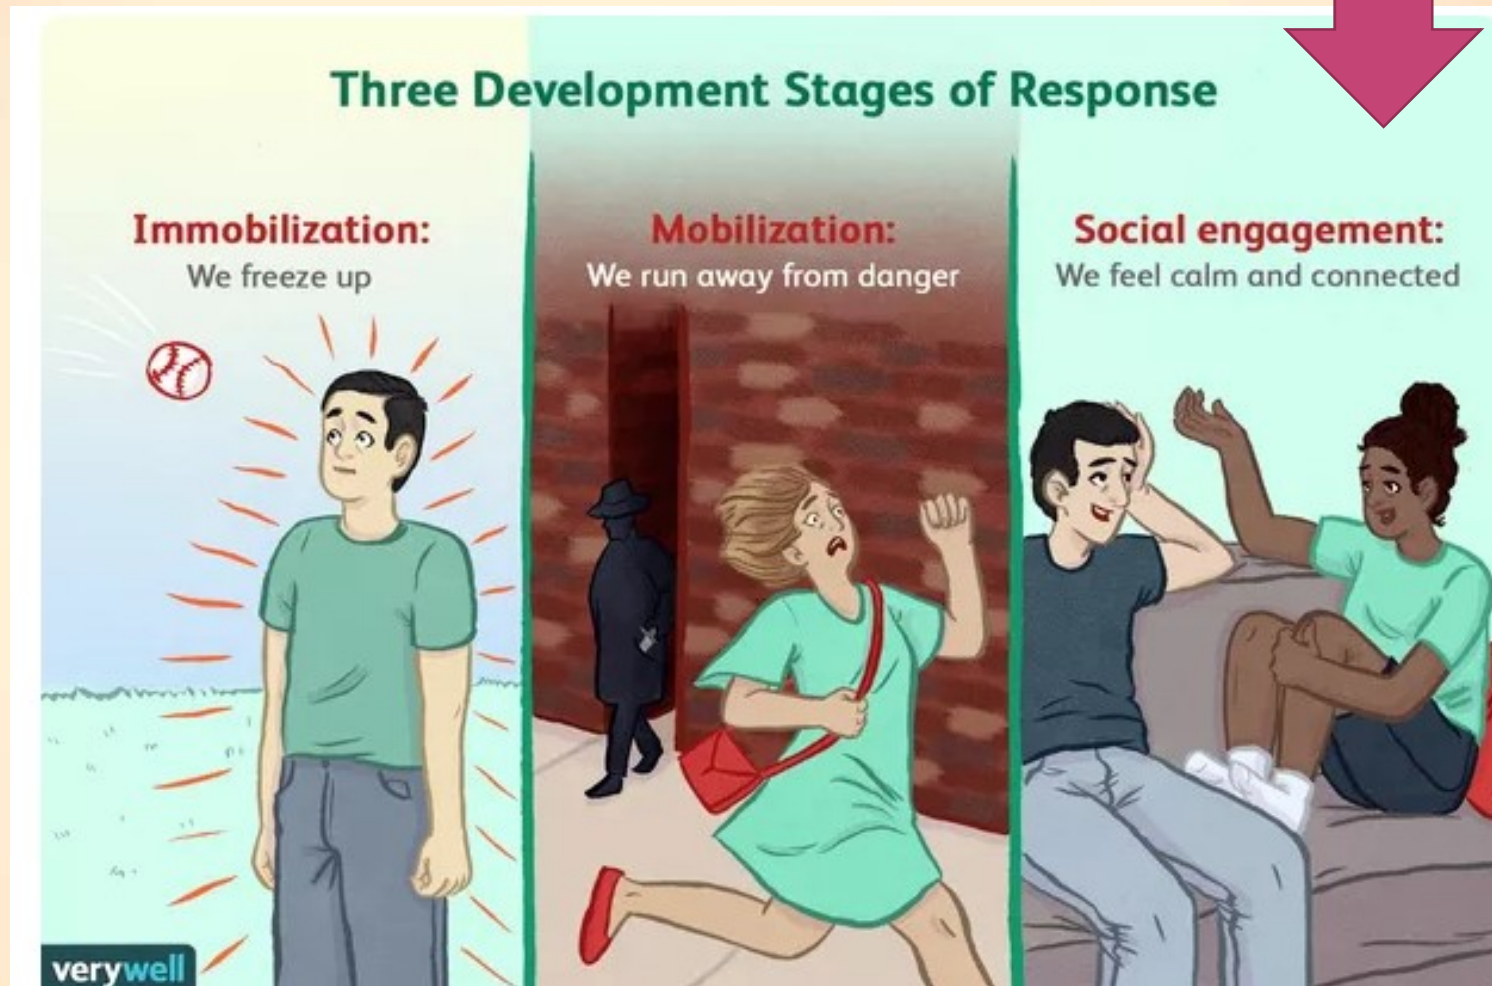 Three Development Stages of Response
Immobilization:
We freeze up
Mobilization:
We run away from danger
Social engagement:
We feel calm and connected
verywell